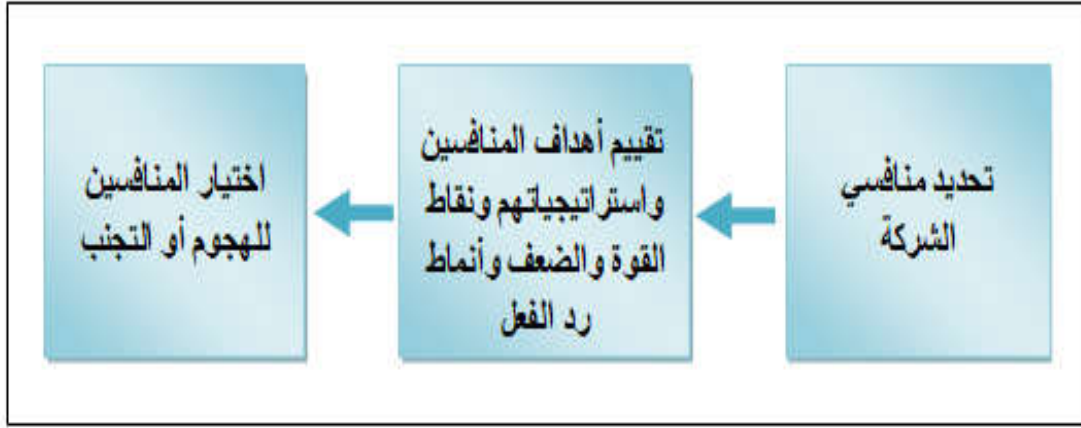 تحديد منافسي
الشركة
تقييم أهداف المنافسين
واستراتيجياتهم ونقاط
القوة والضعف وأنماط
رد الفعل
اختيار المنافسين
للهجوم أو التجنب